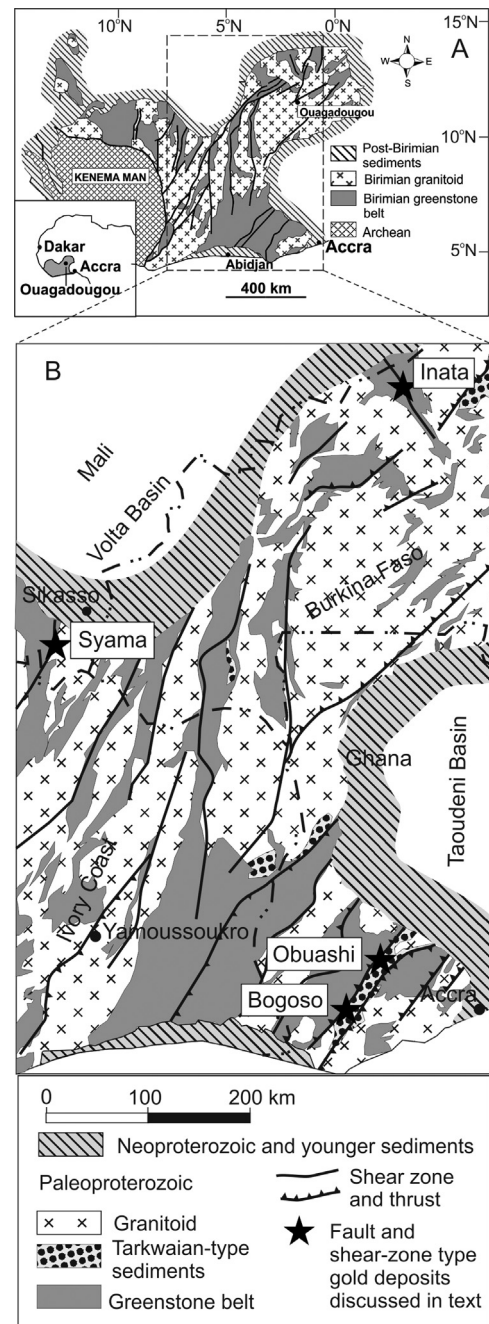 10°N
5°N
0°N
15°N
A
N
W
E
S
Ouagadougou
10°N
KENEMA MAN
Post-Birimian
sediments
Birimian granitoid
Birimian greenstone
belt
Archean
Dakar
Accra
Ouagadougou
Abidjan
Accra
5°N
400 km
B
Inata
Mali
Volta Basin
Burkina Faso
Sikasso
Syama
Ghana
Taoudeni Basin
Ivory Coast
Yamoussoukro
Obuashi
Bogoso
Accra
0 100 200 km
Neoproterozoic and younger sediments
Paleoproterozoic
Granitoid
Tarkwaian-type
sediments
Greenstone belt
Shear zone
and thrust
Fault and
shear-zone type
gold deposits
discussed in text